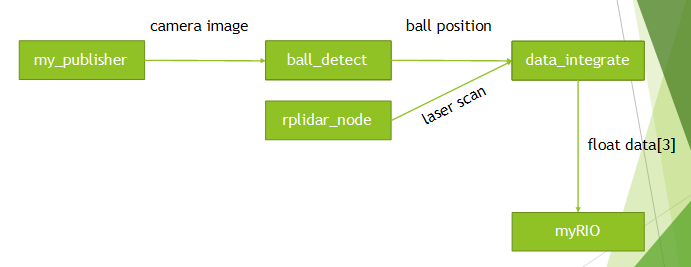 camera image
ball position
my_publisher
ball_detect
data_integrate
rplidar_node
laser scan
float data[3]
myRIO